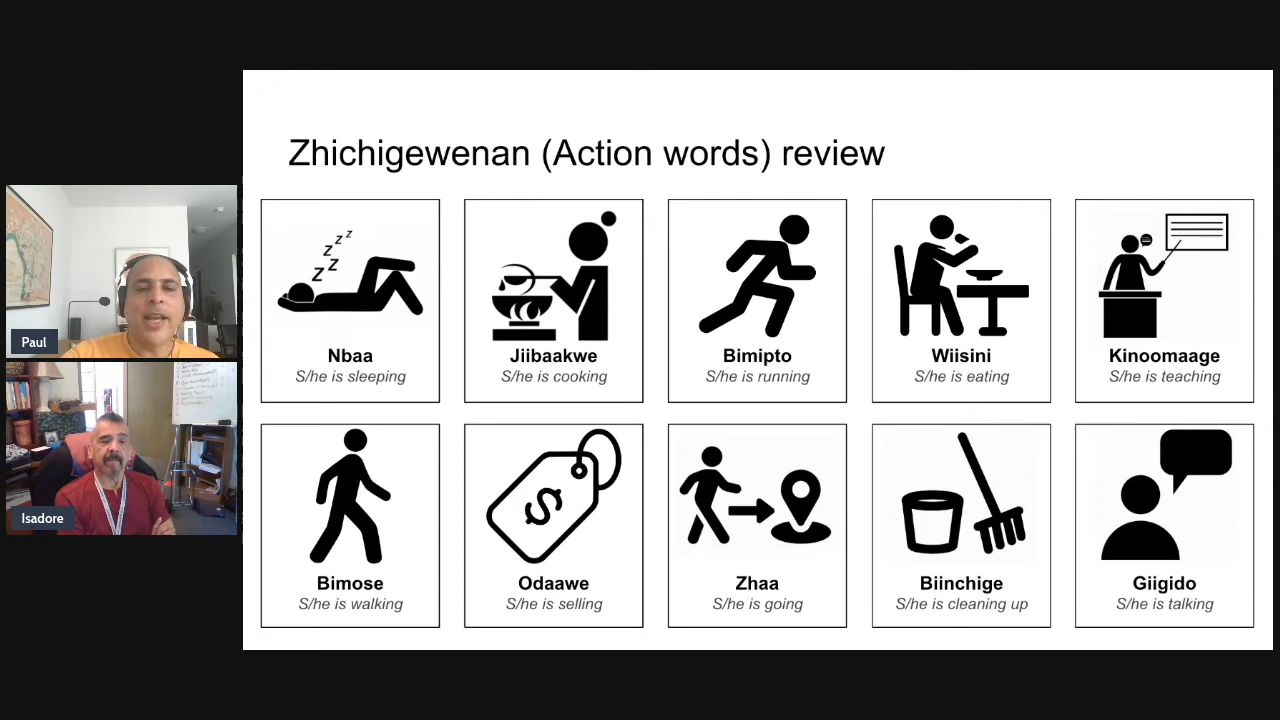 Zhichigewenan (Action words) review
z z z
z z
Nbaa
S/he is sleeping
Jiibaakwe
S/he is cooking
Bimipto
S/he is running
Wiisini
S/he is eating
Kinoomaage
S/he is teaching
Bimose
S/he is walking
$
Odaawe
S/he is selling
Zhaa
S/he is going
Biinchige
S/he is cleaning up
Giigido
S/he is talking
Paul
Isadore